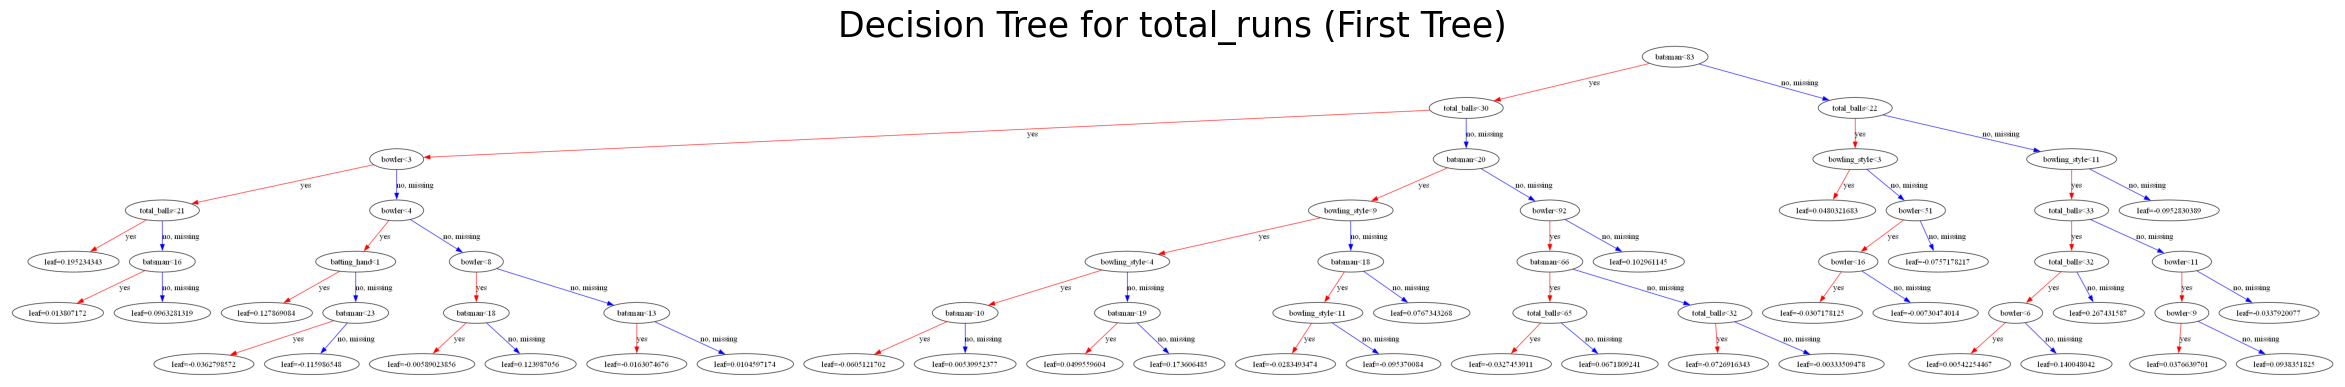 Decision Tree for total_runs (First Tree)
batsman<83
yes
no, missing
total_balls<30
total_balls<22
yes
no, missing
yes
no, missing
bowler<3
batsman<20
bowling_style<3
bowling_style<11
yes
no, missing
yes
no, missing
yes
no, missing
yes
no, missing
total_balls<21
bowler<4
bowling_style<9
bowler<92
leaf=0.0480321683
bowler<51
total_balls<33
leaf=-0.0952830389
yes
no, missing
yes
no, missing
yes
no, missing
yes
no, missing
yes
no, missing
yes
no, missing
leaf=0.195234343
batsman<16
batting_hand<1
bowler<8
bowling_style<4
batsman<18
batsman<66
leaf=0.102961145
bowler<16
leaf=-0.0757178217
total_balls<32
bowler<11
yes
no, missing
yes
no, missing
yes
no, missing
yes
no, missing
yes
no, missing
yes
no, missing
yes
no, missing
yes
no, missing
yes
no, missing
leaf=0.013807172
leaf=0.0963281319
leaf=0.127869084
batsman<23
batsman<18
batsman<13
batsman<10
batsman<19
bowling_style<11
leaf=0.0767343268
total_balls<65
total_balls<32
leaf=-0.0307178125
leaf=-0.00730474014
bowler<6
leaf=0.267431587
bowler<9
leaf=-0.0337920077
yes
no, missing
yes
no, missing
yes
no, missing
yes
no, missing
yes
no, missing
yes
no, missing
yes
no, missing
yes
no, missing
yes
no, missing
yes
no, missing
leaf=-0.0362798572
leaf=-0.115986548
leaf=-0.00589023856
leaf=0.123987056
leaf=-0.0163074676
leaf=0.0104597174
leaf=-0.0605121702
leaf=0.00539952377
leaf=0.0499559604
leaf=0.173606485
leaf=-0.0283493474
leaf=-0.095370084
leaf=-0.0327453911
leaf=0.0671809241
leaf=-0.0726916343
leaf=-0.00333509478
leaf=0.00542254467
leaf=0.140048042
leaf=0.0376639701
leaf=0.0938351825